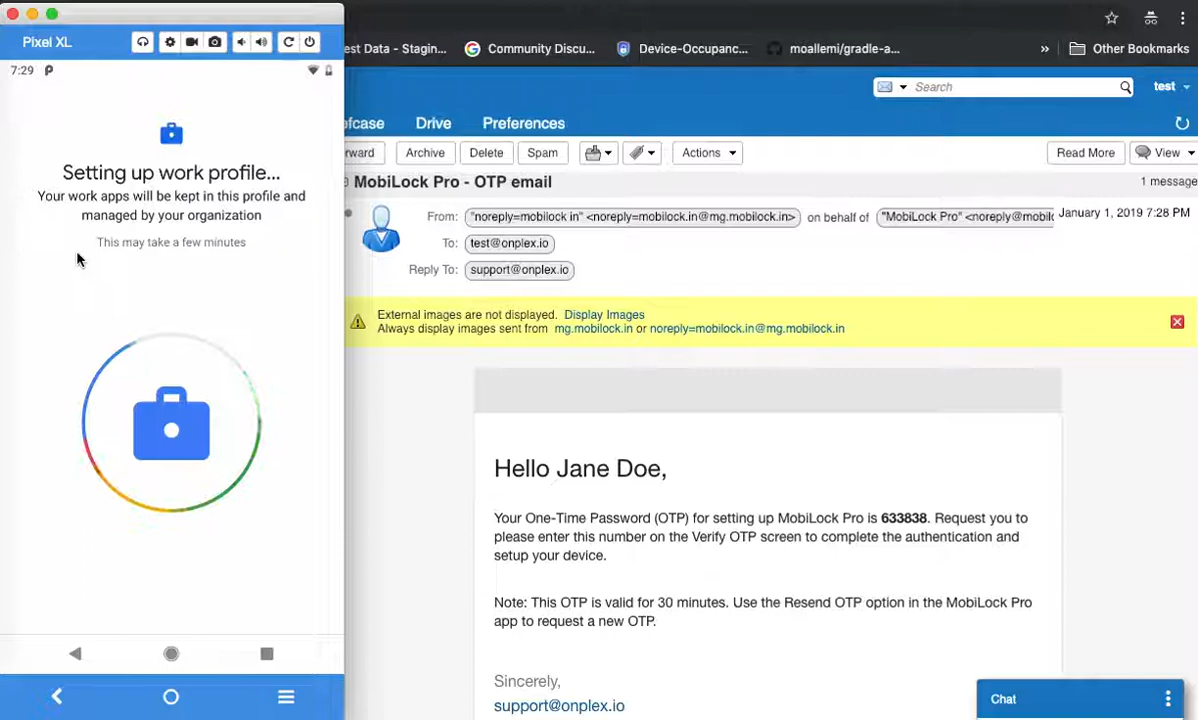 Pixel XL
7:29
Setting up work profile...
Your work apps will be kept in this profile and
managed by your organization
This may take a few minutes
est Data - Stagin...
Community Discu...
Device-Occupanc...
moallemi/gradle-a...
»
Other Bookmarks
Search
test
efcase
Drive
Preferences
rward
Archive
Delete
Spam
Actions
Read More
View
MobiLock Pro - OTP email
1 message
From: "noreply=mobilock in" <noreply=mobilock.in@mg.mobilock.in> on behalf of "MobiLock Pro" <noreply@mobilc
January 1, 2019 7:28 PM
To: test@onplex.io
Reply To: support@onplex.io
External images are not displayed. Display Images
Always display images sent from mg.mobilock.in or noreply=mobilock.in@mg.mobilock.in
Hello Jane Doe,
Your One-Time Password (OTP) for setting up MobiLock Pro is 633838. Request you to
please enter this number on the Verify OTP screen to complete the authentication and
setup your device.
Note: This OTP is valid for 30 minutes. Use the Resend OTP option in the MobiLock Pro
app to request a new OTP.
Sincerely,
support@onplex.io
Chat